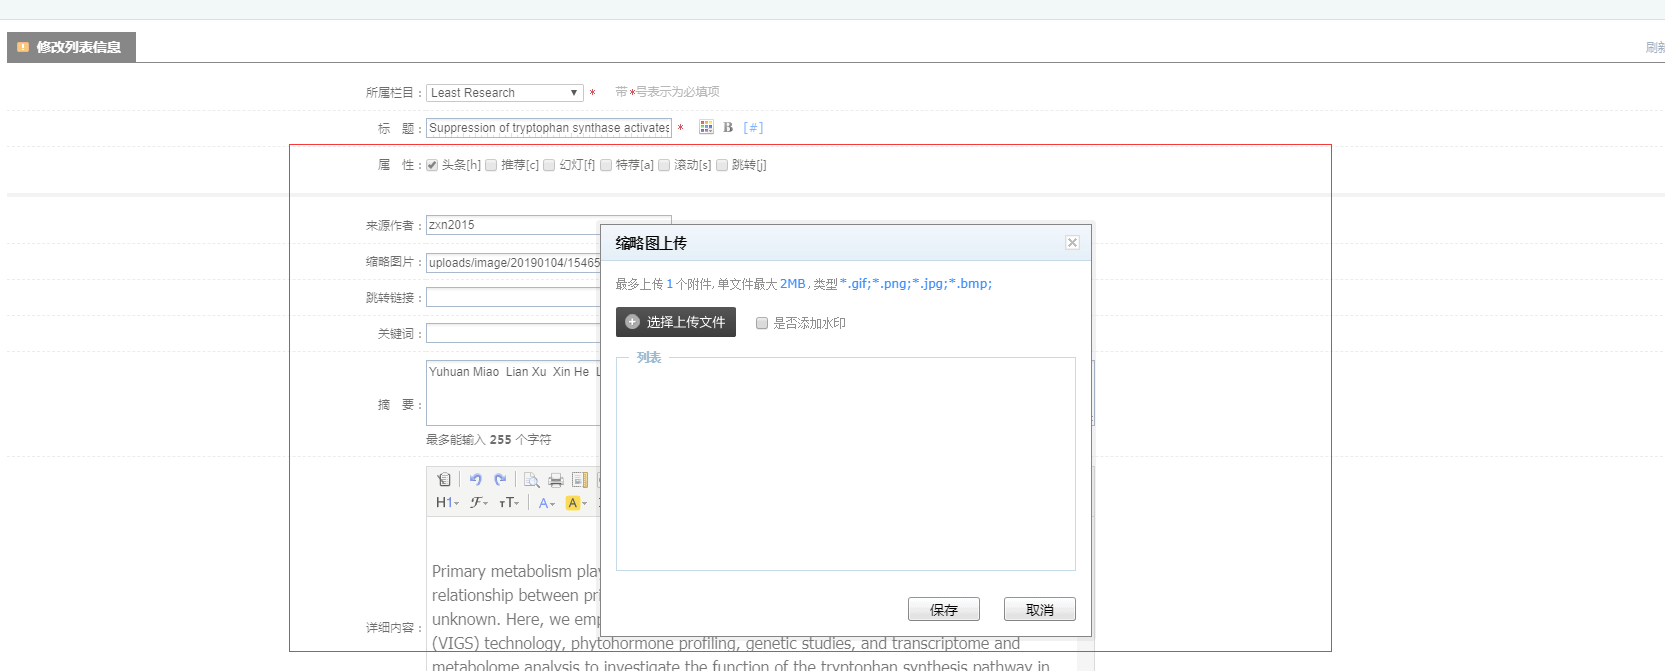 修改列表信息
刷新
所属栏目： Least Research * 带*号表示为必填项
标 题： Suppression of tryptophan synthase activates * B [#]
属 性： 头条[h] 推荐[c] 幻灯[f] 特荐[a] 滚动[s] 跳转[j]
来源作者： zxn2015
缩略图片： uploads/image/20190104/15465
跳转链接：
关键词：
摘 要： Yuhuan Miao Lian Xu Xin He L
最多能输入 255 个字符
缩略图上传
最多上传 1 个附件, 单文件最大 2MB, 类型 *.gif;*.png;*.jpg;*.bmp;
选择上传文件 是否添加水印
列表
保存 取消
H1 F TT A A
详细内容：
Primary metabolism play
relationship between pri
unknown. Here, we emp
(VIGS) technology, phytohormone profiling, genetic studies, and transcriptome and
metabolome analysis to investigate the function of the tryptophan synthesis pathway in